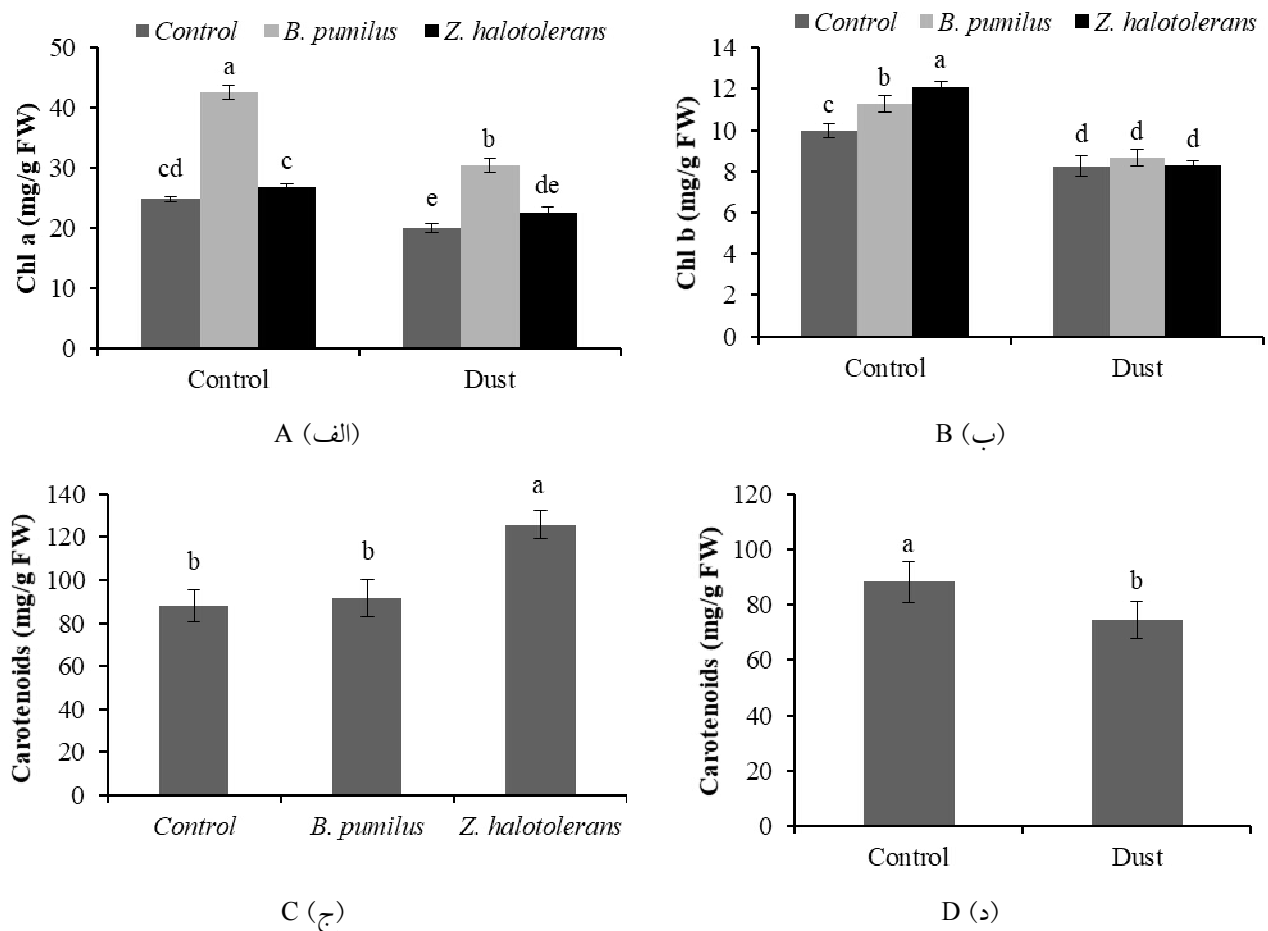 Control B. pumilus Z. halotolerans
Chl a (mg/g FW)
50
40
30
20
10
0
a
b
cd
c
e
de
Control Dust
A (الف)
Control B. pumilus Z. halotolerans
Chl b (mg/g FW)
14
12
10
8
6
4
2
0
c
b
a
d
d
d
Control Dust
B (ب)
Carotenoids (mg/g FW)
140
120
100
80
60
40
20
0
b
b
a
Control B. pumilus Z. halotolerans
C (ج)
Carotenoids (mg/g FW)
120
100
80
60
40
20
0
a
b
Control Dust
D (د)